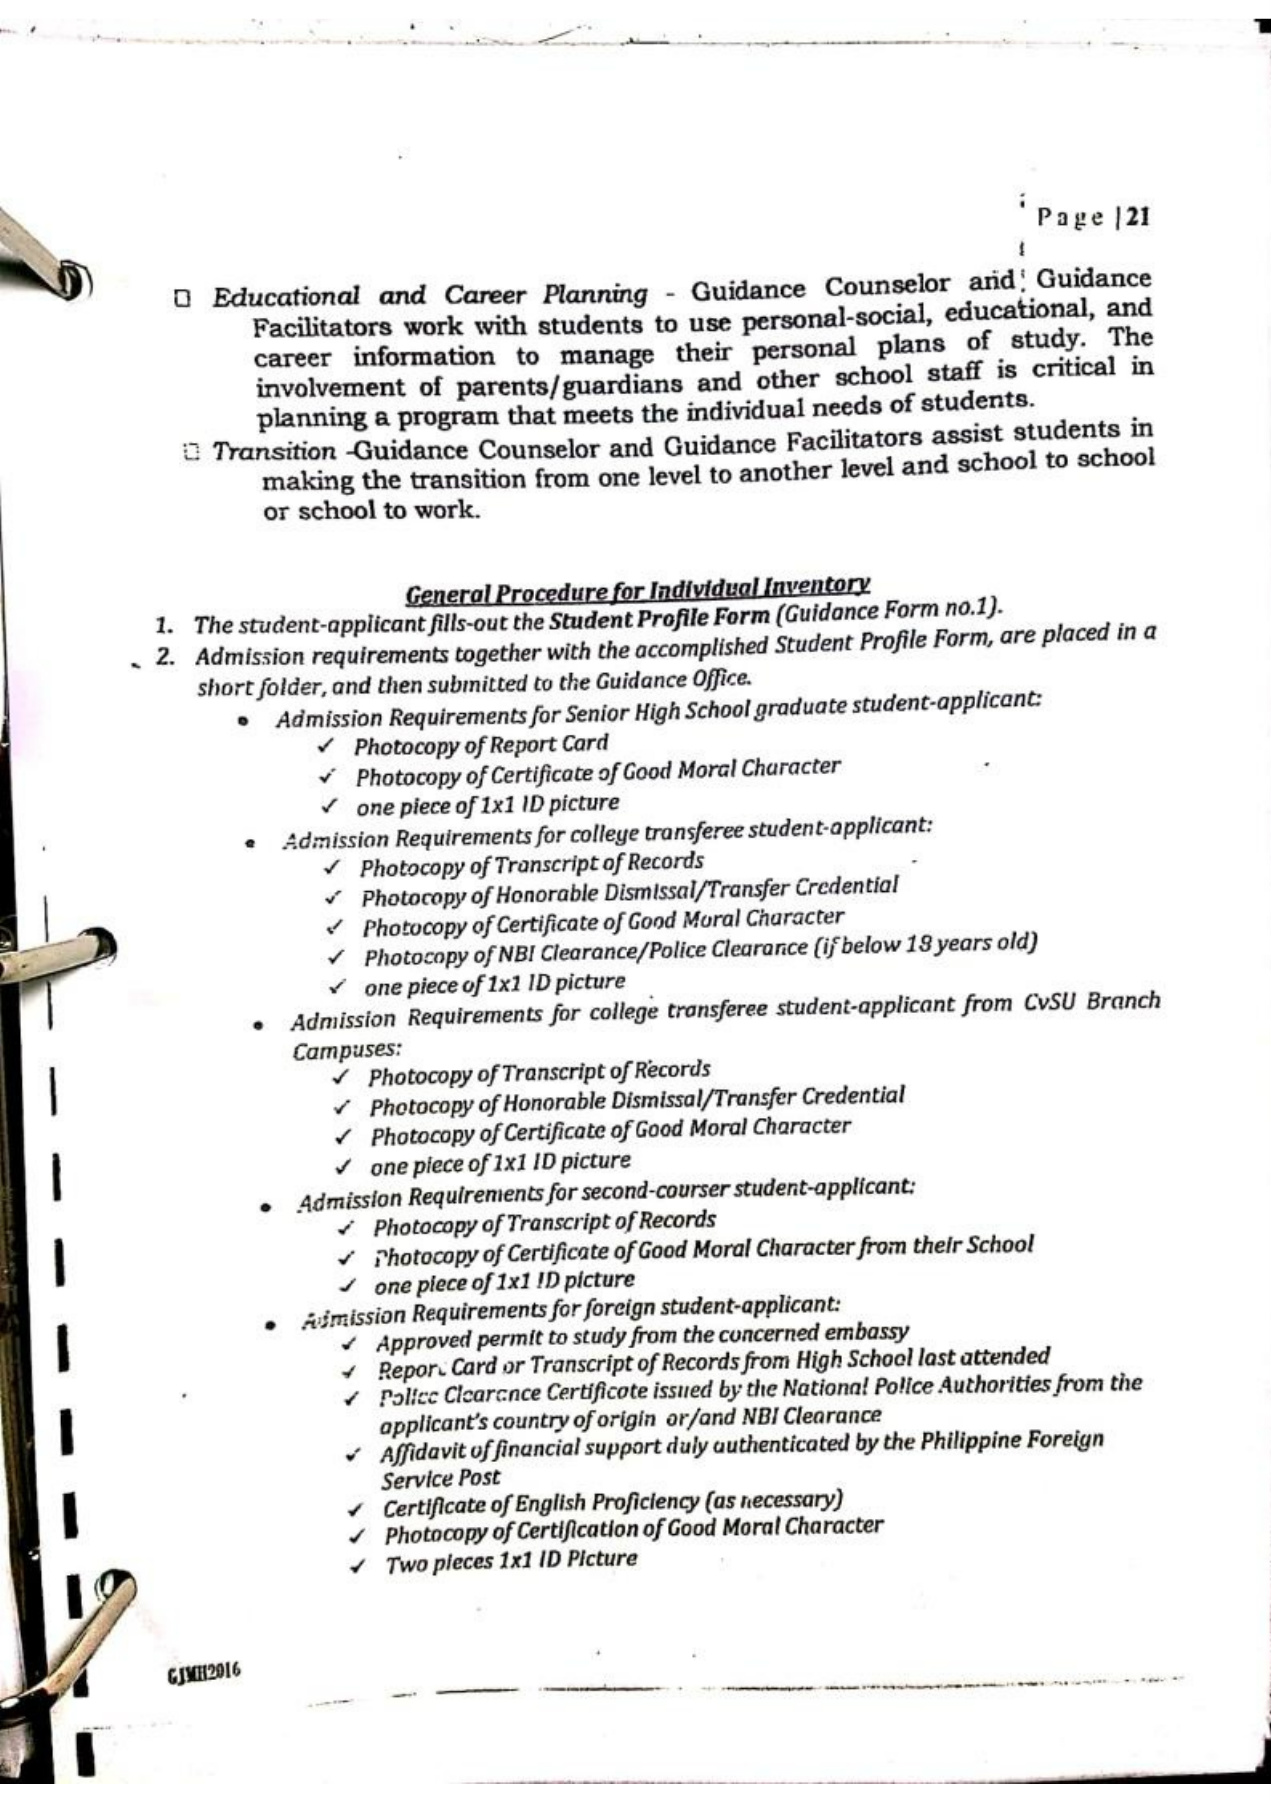 Page |21
Educational and Career Planning - Guidance Counselor and Guidance
Facilitators work with students to use personal-social, educational, and
career information to manage their personal plans of study. The
involvement of parents/guardians and other school staff is critical in
planning a program that meets the individual needs of students.
Transition -Guidance Counselor and Guidance Facilitators assist students in
making the transition from one level to another level and school to school
or school to work.
General Procedure for Individual Inventory
1. The student-applicant fills-out the Student Profile Form (Guidance Form no.1).
2. Admission requirements together with the accomplished Student Profile Form, are placed in a
short folder, and then submitted to the Guidance Office.
• Admission Requirements for Senior High School graduate student-applicant:
✓ Photocopy of Report Card
✓ Photocopy of Certificate of Good Moral Character
✓ one piece of 1x1 ID picture
• Admission Requirements for college transferee student-applicant:
✓ Photocopy of Transcript of Records
✓ Photocopy of Honorable Dismissal/Transfer Credential
✓ Photocopy of Certificate of Good Moral Character
✓ Photocopy of NBI Clearance/Police Clearance (if below 18 years old)
✓ one piece of 1x1 ID picture
• Admission Requirements for college transferee student-applicant from CvSU Branch
Campuses:
✓ Photocopy of Transcript of Records
✓ Photocopy of Honorable Dismissal/Transfer Credential
✓ Photocopy of Certificate of Good Moral Character
✓ one piece of 1x1 ID picture
• Admission Requirements for second-courser student-applicant:
✓ Photocopy of Transcript of Records
✓ Photocopy of Certificate of Good Moral Character from their School
✓ one piece of 1x1 ID picture
• Admission Requirements for foreign student-applicant:
✓ Approved permit to study from the concerned embassy
✓ Report Card or Transcript of Records from High School last attended
✓ Police Clearance Certificate issued by the National Police Authorities from the
applicant's country of origin or/and NBI Clearance
✓ Affidavit of financial support duly authenticated by the Philippine Foreign
Service Post
✓ Certificate of English Proficiency (as necessary)
✓ Photocopy of Certification of Good Moral Character
✓ Two pieces 1x1 ID Picture
GJMH2016